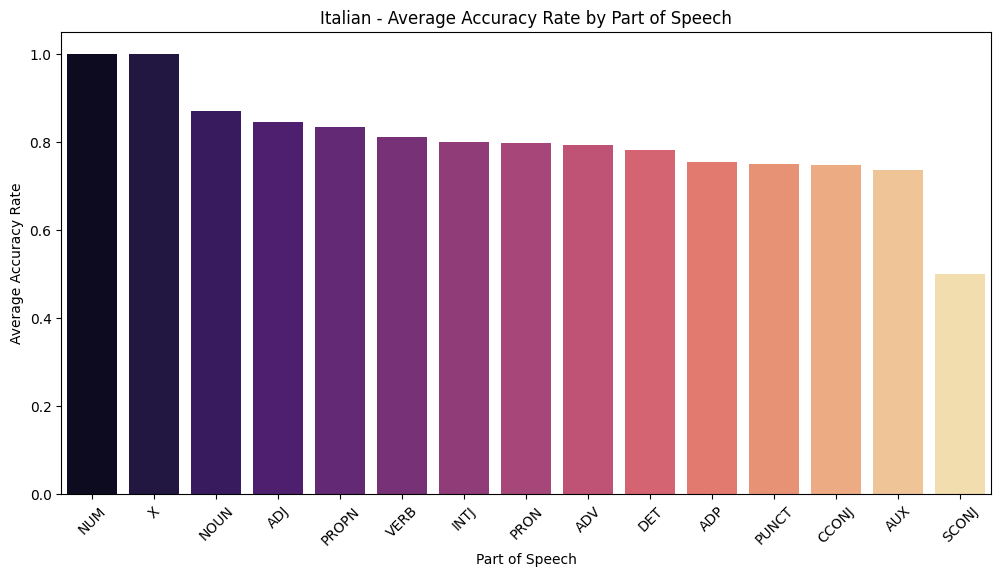 Italian - Average Accuracy Rate by Part of Speech
Average Accuracy Rate
1.0
0.8
0.6
0.4
0.2
0.0
NUM
X
NOUN
ADJ
PROPN
VERB
INTJ
PRON
ADV
DET
ADP
PUNCT
CCONJ
AUX
SCONJ
Part of Speech